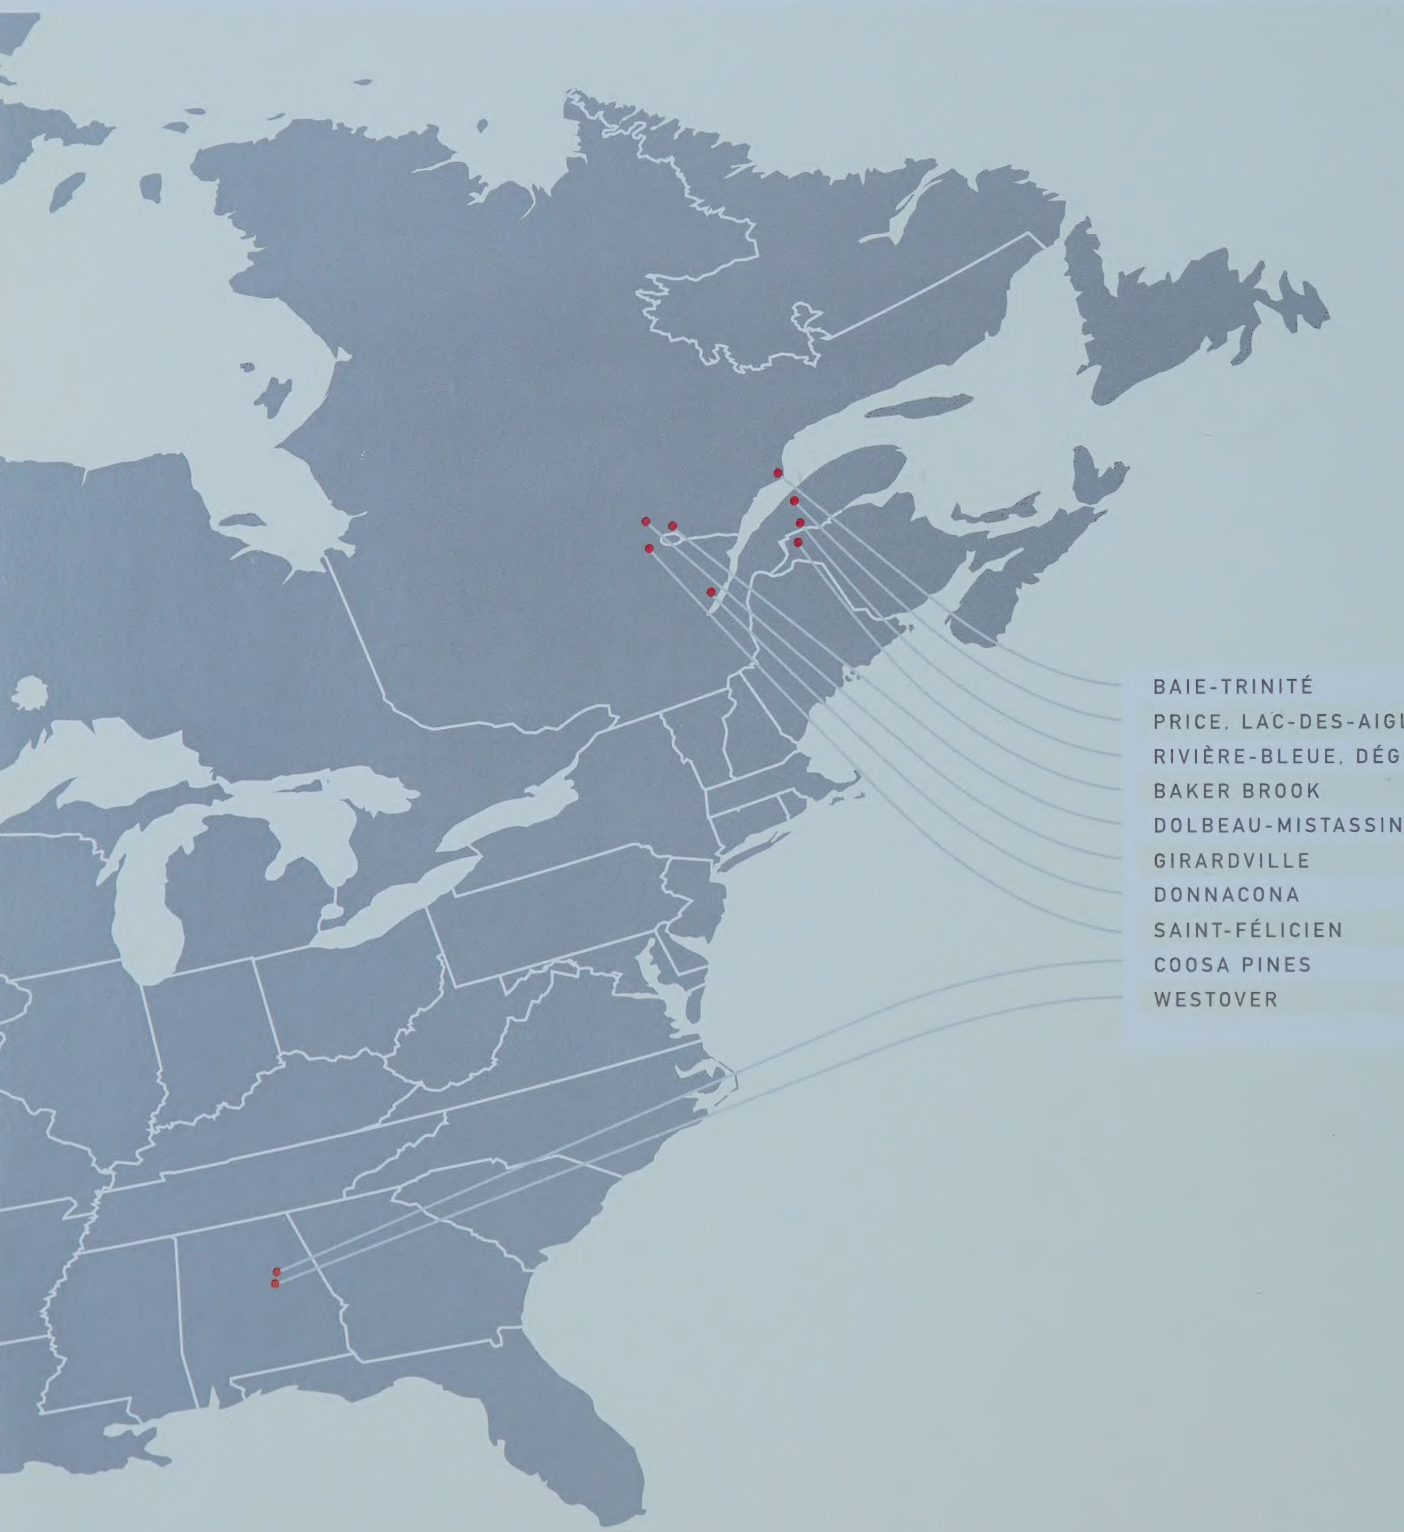 BAIE-TRINITÉ
PRICE, LAC-DES-AIGL
RIVIÈRE-BLEUE, DÉG
BAKER BROOK
DOLBEAU-MISTASSIN
GIRARDVILLE
DONNACONA
SAINT-FÉLICIEN
COOSA PINES
WESTOVER